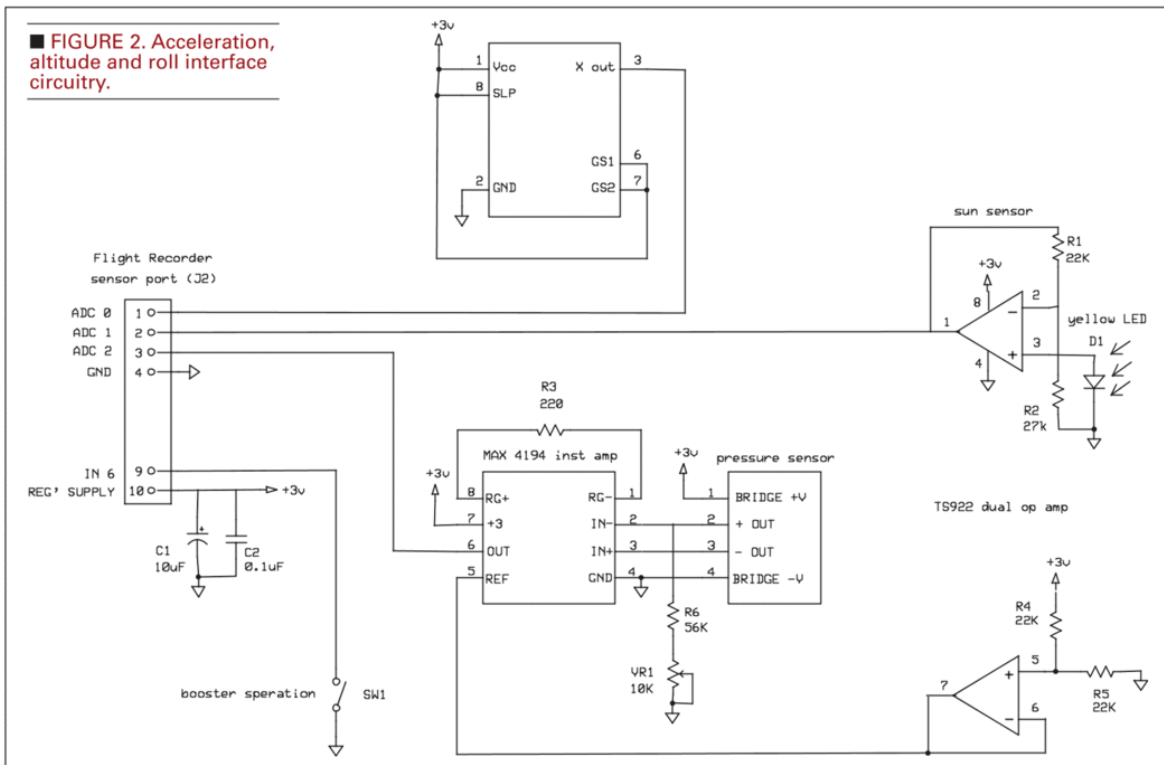 ■ FIGURE 2. Acceleration,
altitude and roll interface
circuitry.
+3v
1 Vcc
X out 3
8 SLP
GS1 6
GS2 7
2 GND
sun sensor
R1
22K
+3v
8
2
-
1
3
+
4
yellow LED
D1
R2
27k
Flight Recorder
sensor port (J2)
ADC 0 1
ADC 1 2
ADC 2 3
GND 4
IN 6 9
REG' SUPPLY 10
+3v
+
C1
10uF
C2
0.1uF
R3
220
MAX 4194 inst amp
+3v
8 RG+
RG- 1
7 +3
IN- 2
6 OUT
IN+ 3
5 REF
GND 4
pressure sensor
+3v
1 BRIDGE +V
2 + OUT
3 - OUT
4 BRIDGE -V
R6
56K
VR1
10K
booster speration
SW1
TS922 dual op amp
+3v
R4
22K
5
+
7
6
-
R5
22K